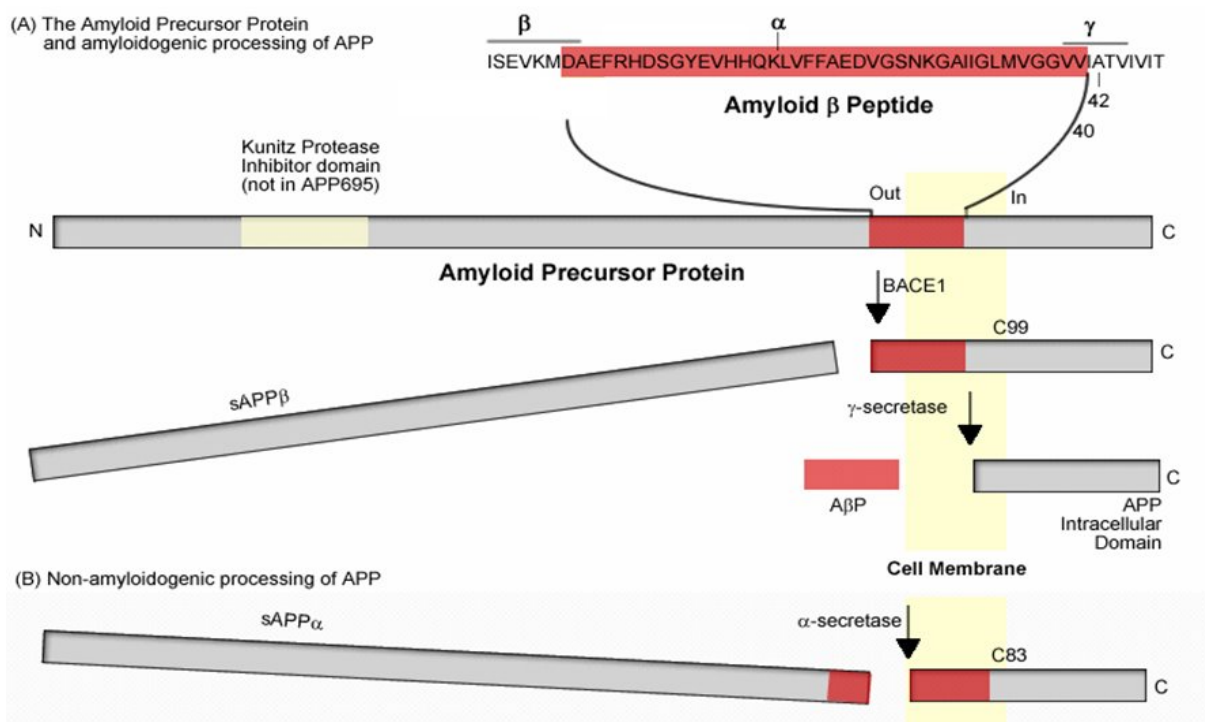 (A) The Amyloid Precursor Protein
and amyloidogenic processing of APP
β
α
γ
ISEVKMDAEFRHDSGYEVHHQKLVFFAEDVGSNKGAIIGLMVGGVVIATVIVIT
Amyloid β Peptide
42
40
Kunitz Protease
Inhibitor domain
(not in APP695)
Out
In
N
C
Amyloid Precursor Protein
BACE1
C99
C
sAPPβ
γ-secretase
C
AβP
APP
Intracellular
Domain
Cell Membrane
(B) Non-amyloidogenic processing of APP
sAPPα
α-secretase
C83
C